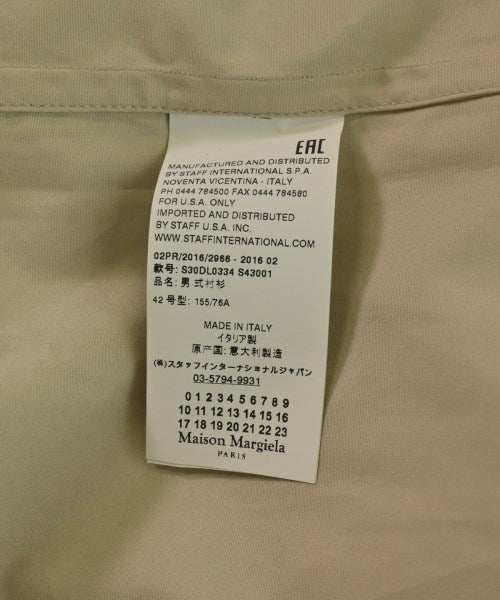 EAC
MANUFACTURED AND DISTRIBUTED
BY STAFF INTERNATIONAL S.P.A.
NOVENTA VICENTINA - ITALY
PH 0444 784500 FAX 0444 784580
FOR U.S.A. ONLY
IMPORTED AND DISTRIBUTED
BY STAFF U.S.A. INC.
WWW.STAFFINTERNATIONAL.COM
02PR/2016/2966 - 2016 02
款号: S30DL0334 S43001
品名: 男 式衬衫
42 号型: 155/76A
MADE IN ITALY
イタリア製
原产国: 意大利製造
(株)スタッフインターナショナルジャパン
03-5794-9931
0 1 2 3 4 5 6 7 8 9
10 11 12 13 14 15 16
17 18 19 20 21 22 23
Maison Margiela
PARIS